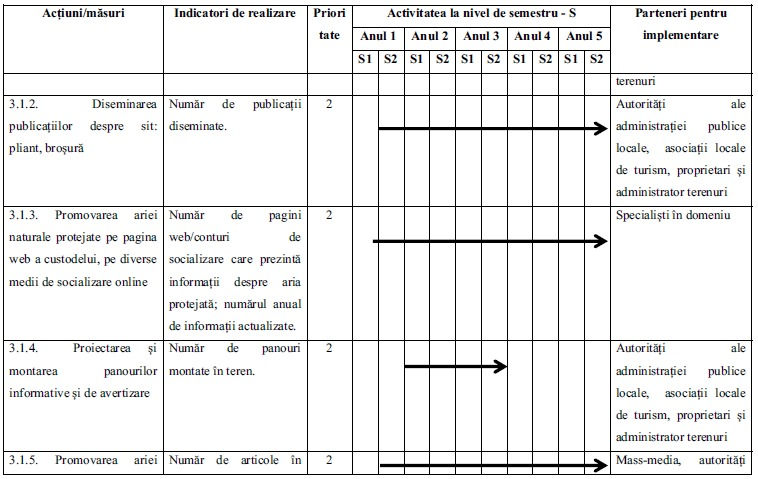 Acțiuni/măsuri Indicatori de realizare Priori Activitatea la nivel de semestru - S Parteneri pentru
tate Anul 1 Anul 2 Anul 3 Anul 4 Anul 5 implementare
S1 S2 S1 S2 S1 S2 S1 S2 S1 S2
terenuri
3.1.2. Diseminarea Număr de publicații 2 Autorități ale
publicațiilor despre sit: diseminate. administrației publice
pliant, broșură locale, asociații locale
de turism, proprietari și
administrator terenuri
3.1.3. Promovarea ariei Număr de pagini 2 Specialiști în domeniu
naturale protejate pe pagina web/conturi de
web a custodelui, pe diverse socializare care prezintă
medii de socializare online informații despre aria
protejată; numărul anual
de informații actualizate.
3.1.4. Proiectarea și Număr de panouri 2 Autorități ale
montarea panourilor montate în teren. administrației publice
informative și de avertizare locale, asociații locale
de turism, proprietari și
administrator terenuri
3.1.5. Promovarea ariei Număr de articole în 2 Mass-media, autorități